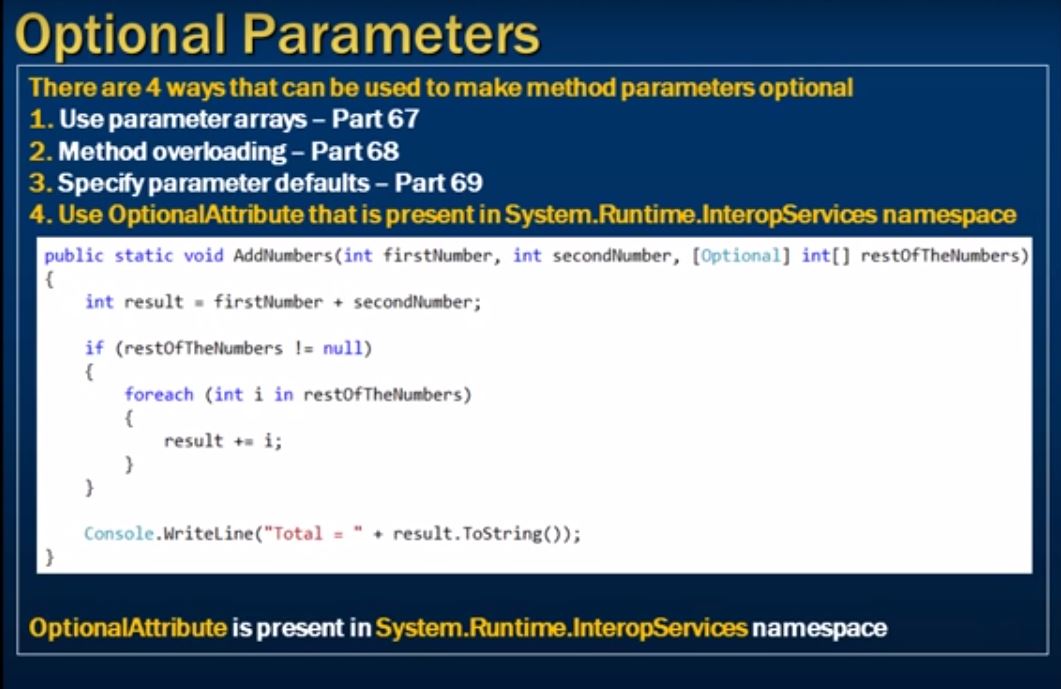 Optional Parameters
There are 4 ways that can be used to make method parameters optional
1. Use parameter arrays – Part 67
2. Method overloading – Part 68
3. Specify parameter defaults – Part 69
4. Use OptionalAttribute that is present in System.Runtime.InteropServices namespace
public static void AddNumbers(int firstNumber, int secondNumber, [Optional] int[] restOfTheNumbers)
{
    int result = firstNumber + secondNumber;
    if (restOfTheNumbers != null)
    {
        foreach (int i in restOfTheNumbers)
        {
            result += i;
        }
    }
    Console.WriteLine("Total = " + result.ToString());
}
OptionalAttribute is present in System.Runtime.InteropServices namespace